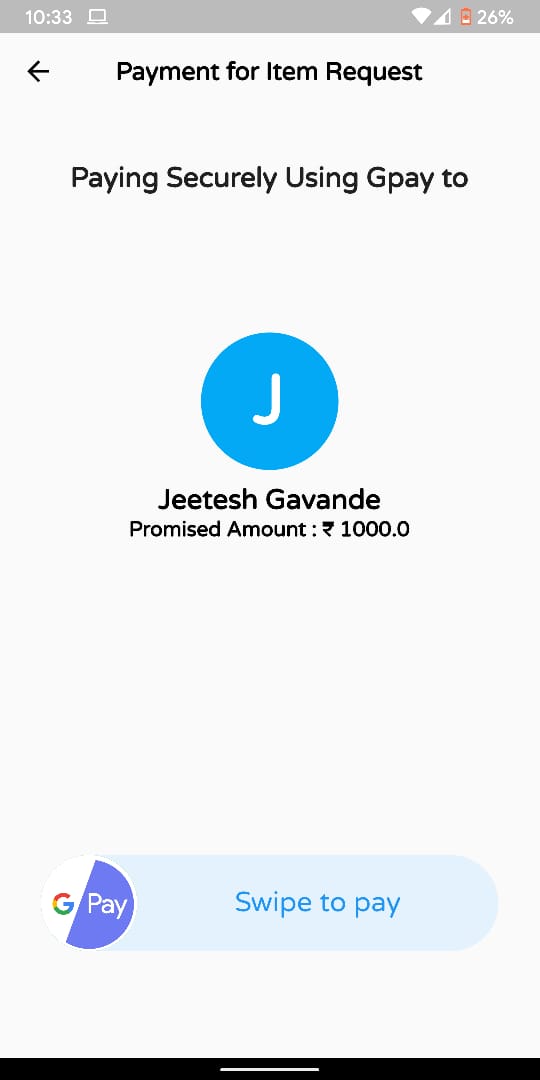 10:33 26%
Payment for Item Request
Paying Securely Using Gpay to
J
Jeetesh Gavande
Promised Amount : ₹ 1000.0
G Pay Swipe to pay